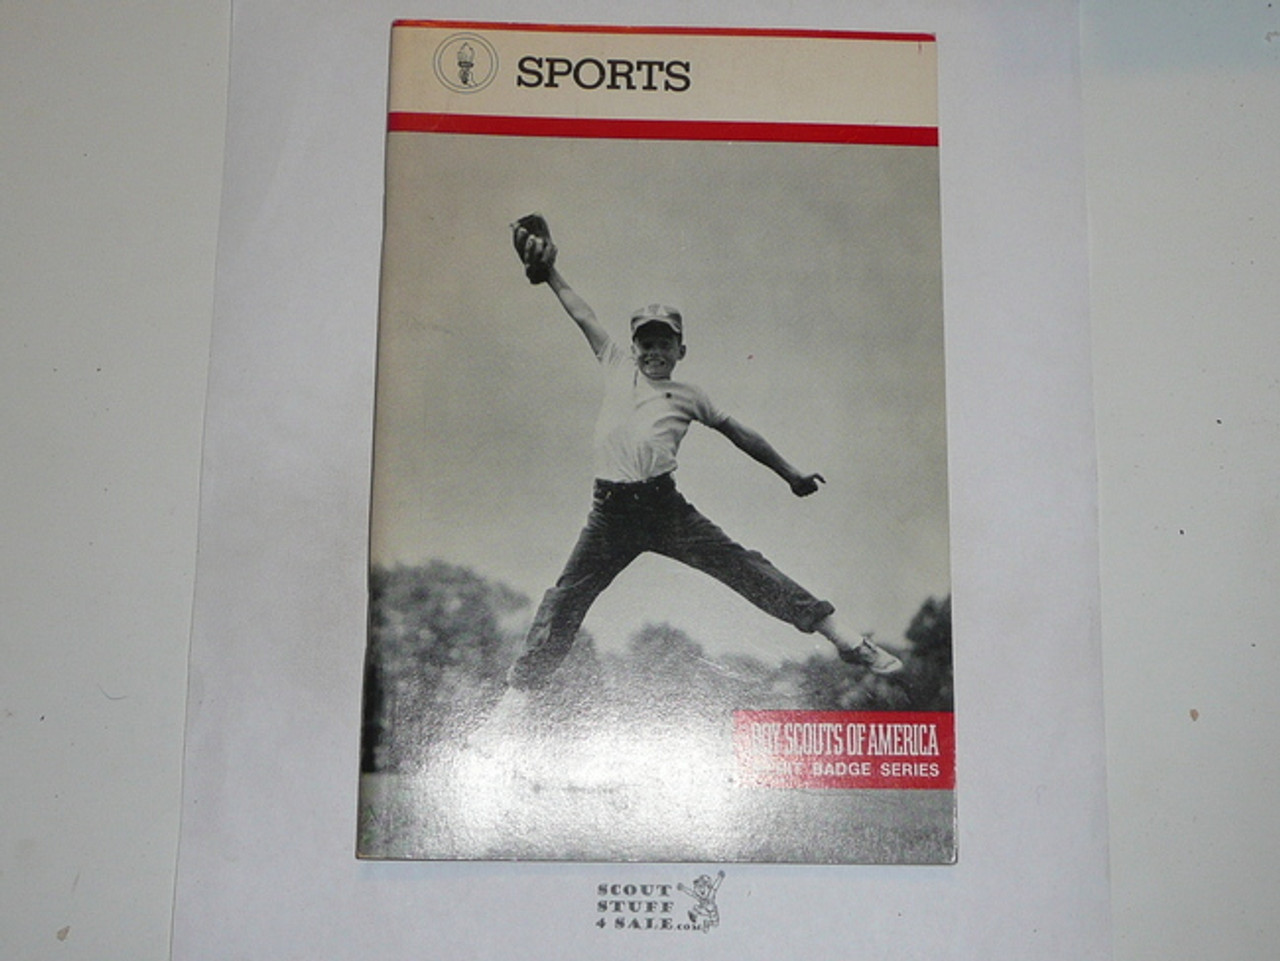 SPORTS
BOY SCOUTS OF AMERICA
MERIT BADGE SERIES
SCOUT
STUFF
4 SALE.COM